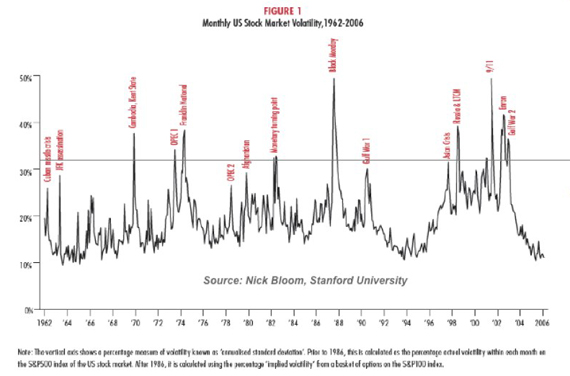 FIGURE 1
Monthly US Stock Market Volatility,1962-2006
50%
40%
30%
20%
10%
0%
Cuban missile crisis
JFK assassination
Cambodia, Kent State
OPEC 1
Franklin National
OPEC 2
Afghanistan
Monetary turning point
Black Monday
Gulf War 1
Asian Crisis
Russia & LTCM
9/11
Enron
Gulf War 2
Source: Nick Bloom, Stanford University
1962 '64 '66 '68 '70 '72 '74 '76 '78 '80 '82 '84 '86 '88 '90 '92 '94 '96 '98 '00 '02 '04 2006
Note: The vertical axis shows a percentage measure of volatility known as 'annualised standard deviation'. Prior to 1986, this is calculated as the percentage actual volatility within each month on
the S&P500 index of the US stock market. After 1986, it is calculated using the percentage 'implied volatility' from a basket of options on the S&P100 index.